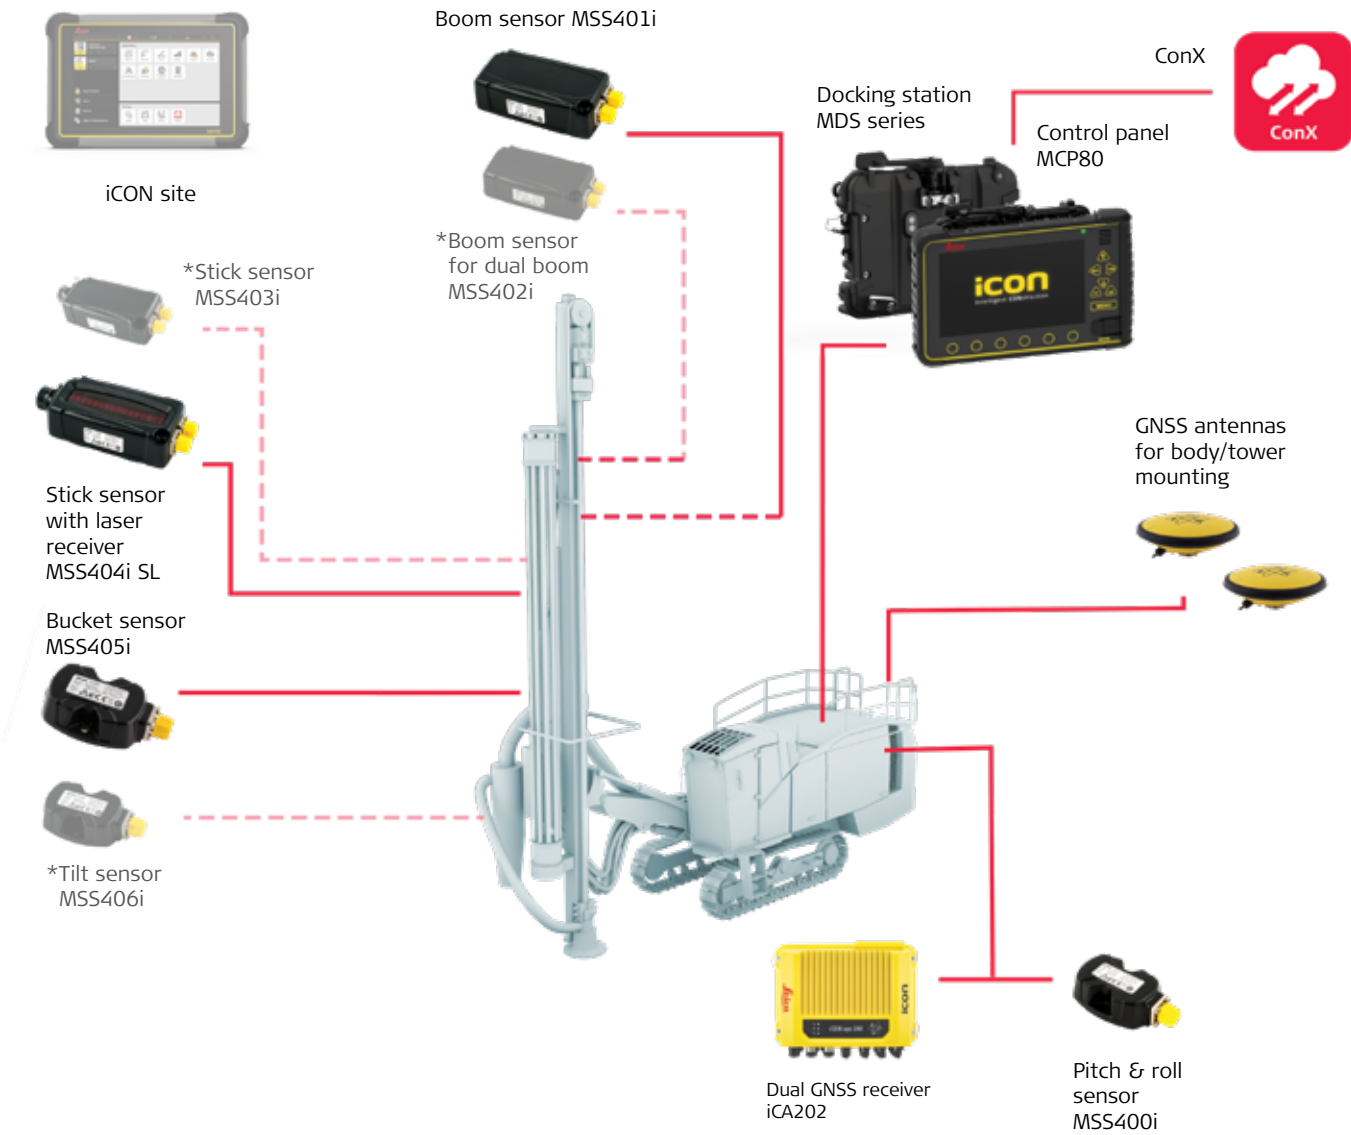 Boom sensor MSS401i
ConX
ConX
Docking station
MDS series
Control panel
MCP80
iCON site
*Boom sensor
for dual boom
MSS402i
*Stick sensor
MSS403i
icon
GNSS antennas
for body/tower
mounting
Stick sensor
with laser
receiver
MSS404i SL
Bucket sensor
MSS405i
*Tilt sensor
MSS406i
Leica
icon
Dual GNSS receiver
iCA202
Pitch & roll
sensor
MSS400i